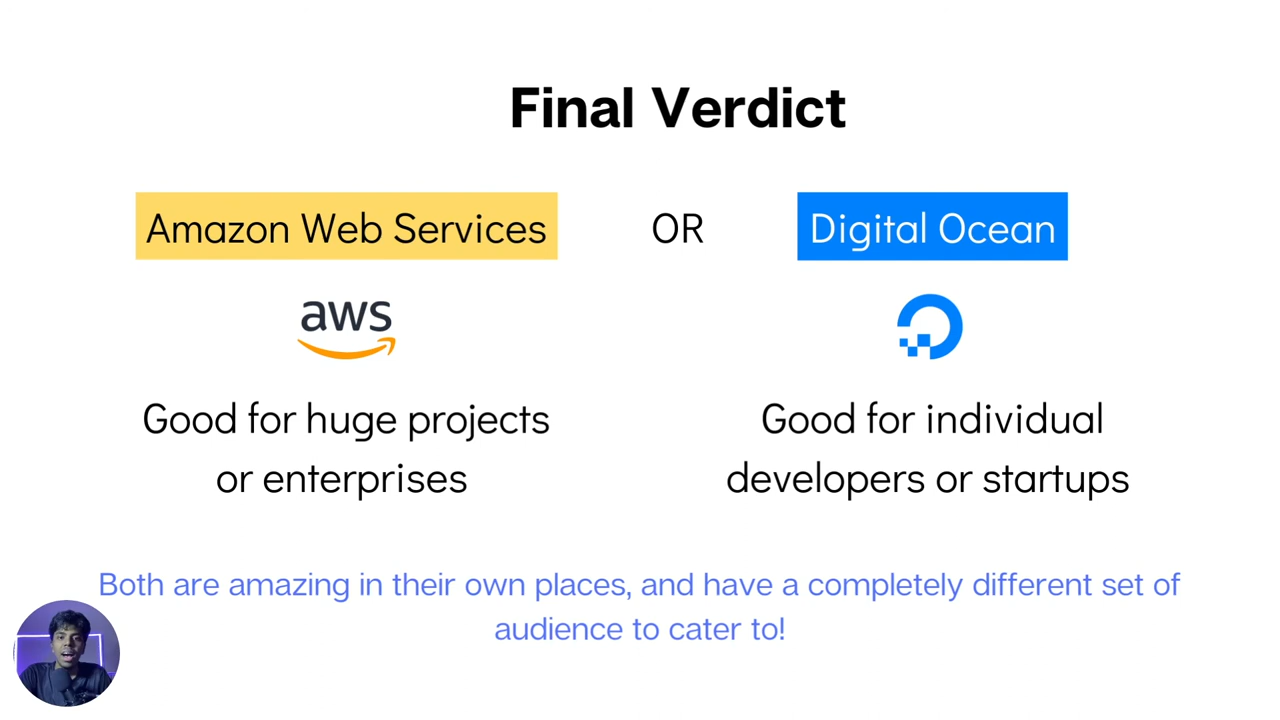 Final Verdict
Amazon Web Services OR Digital Ocean
aws
Good for huge projects
or enterprises
Good for individual
developers or startups
Both are amazing in their own places, and have a completely different set of
audience to cater to!